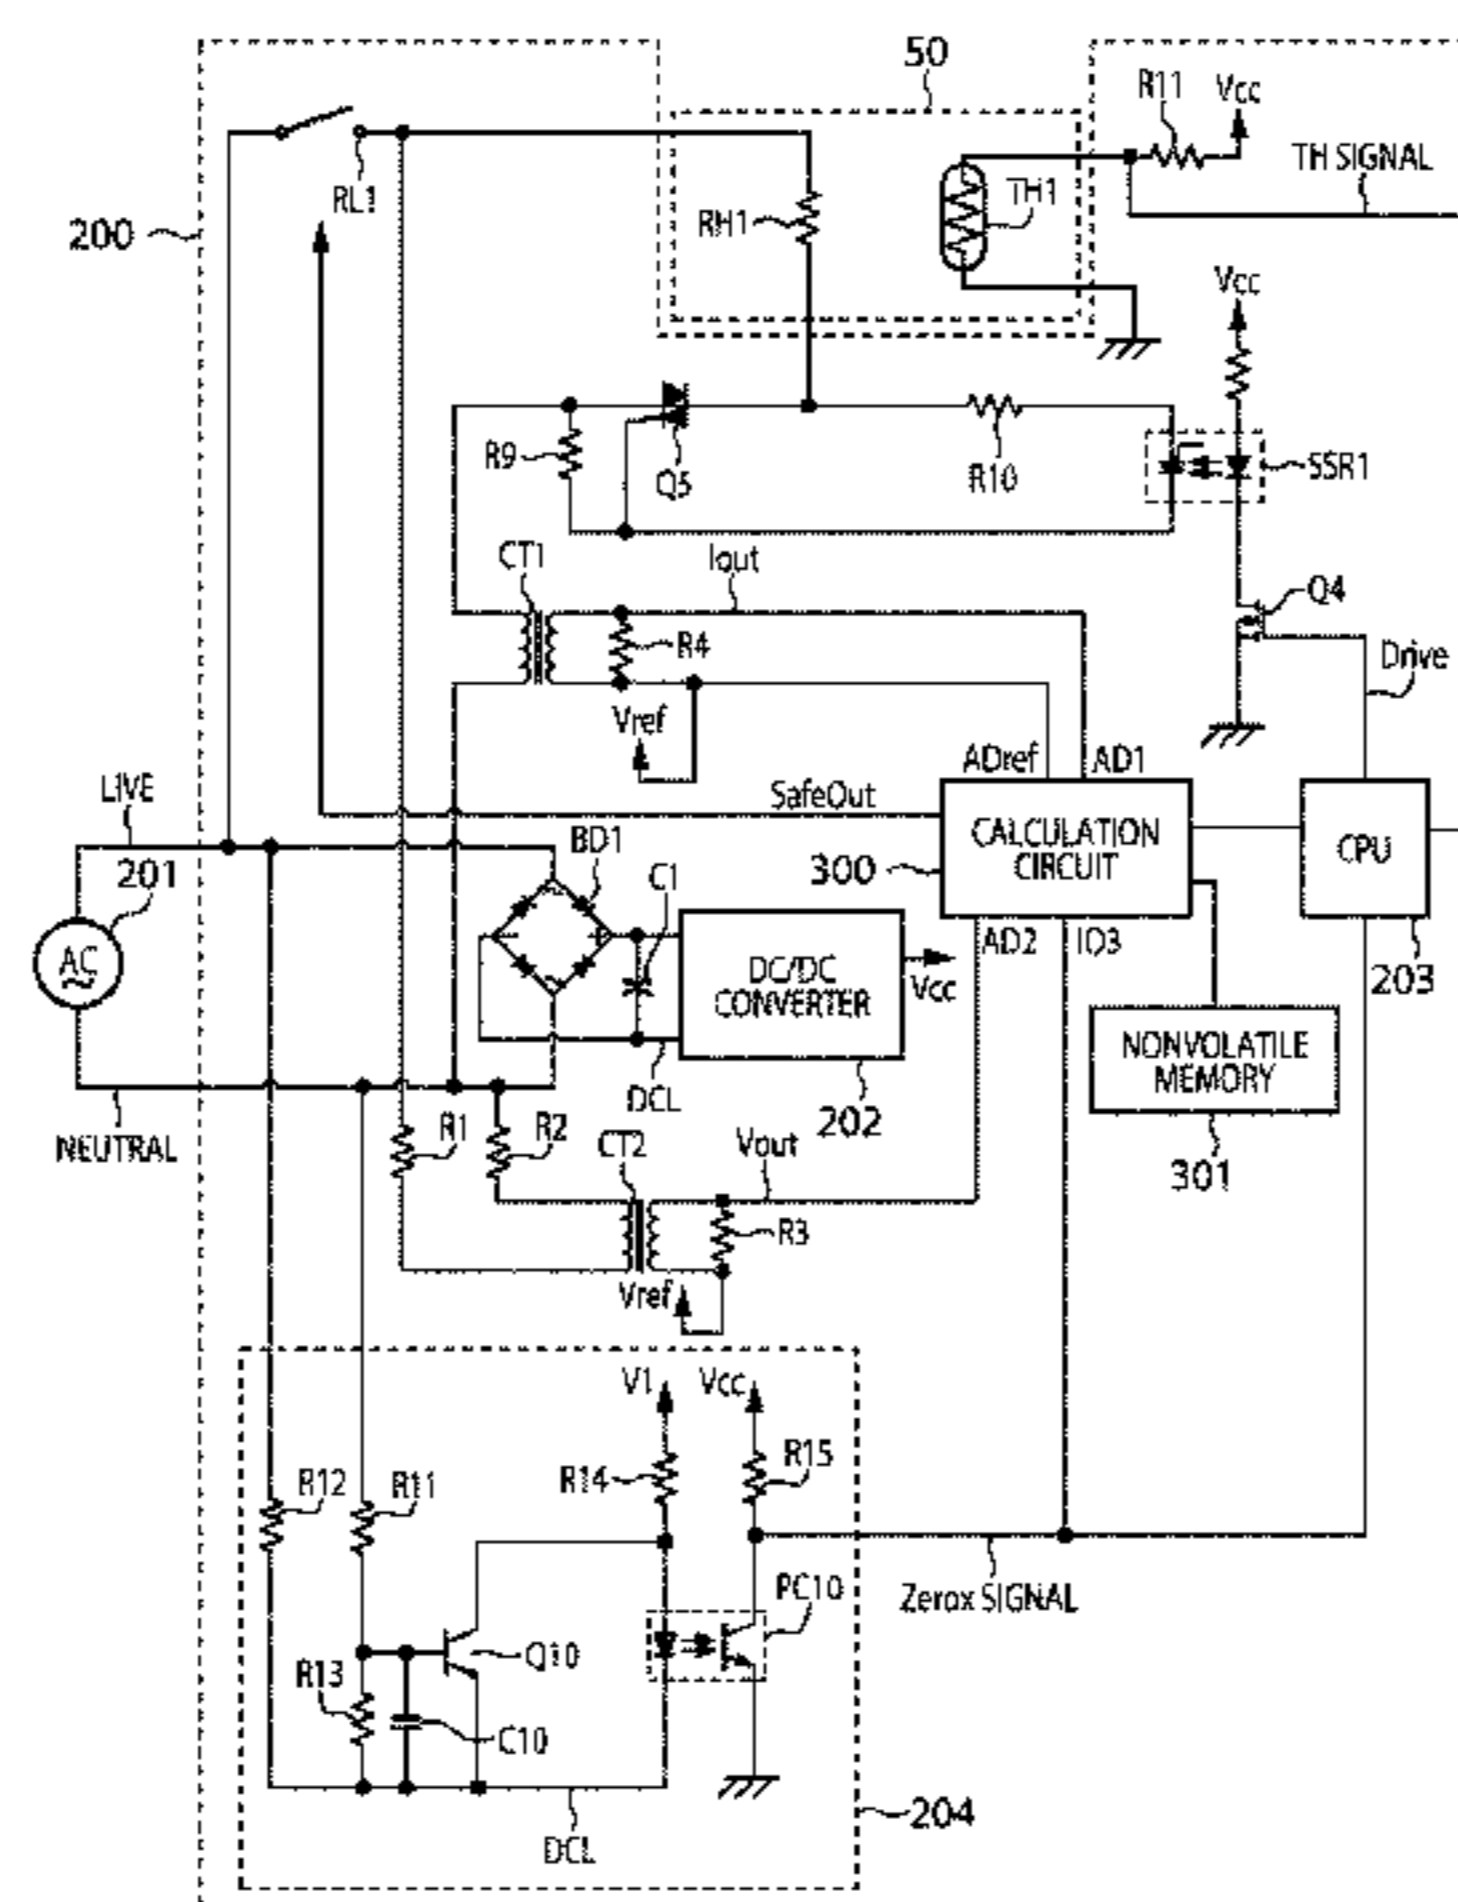 50
R11
Vcc
TH SIGNAL
RL1
TH1
200
RH1
Vcc
R9
Q5
R10
SSR1
CT1
Iout
Q4
R4
Drive
Vref
ADref
AD1
LIVE
SafeOut
201
BD1
C1
300
CALCULATION
CIRCUIT
CPU
AC
DC/DC
CONVERTER
Vcc
AD2
IO3
203
NONVOLATILE
MEMORY
DCL
202
NEUTRAL
R1
R2
CT2
Vout
301
R3
Vref
V1
Vcc
R12
R11
R14
R15
Zerox SIGNAL
PC10
R13
Q10
C10
204
DCL